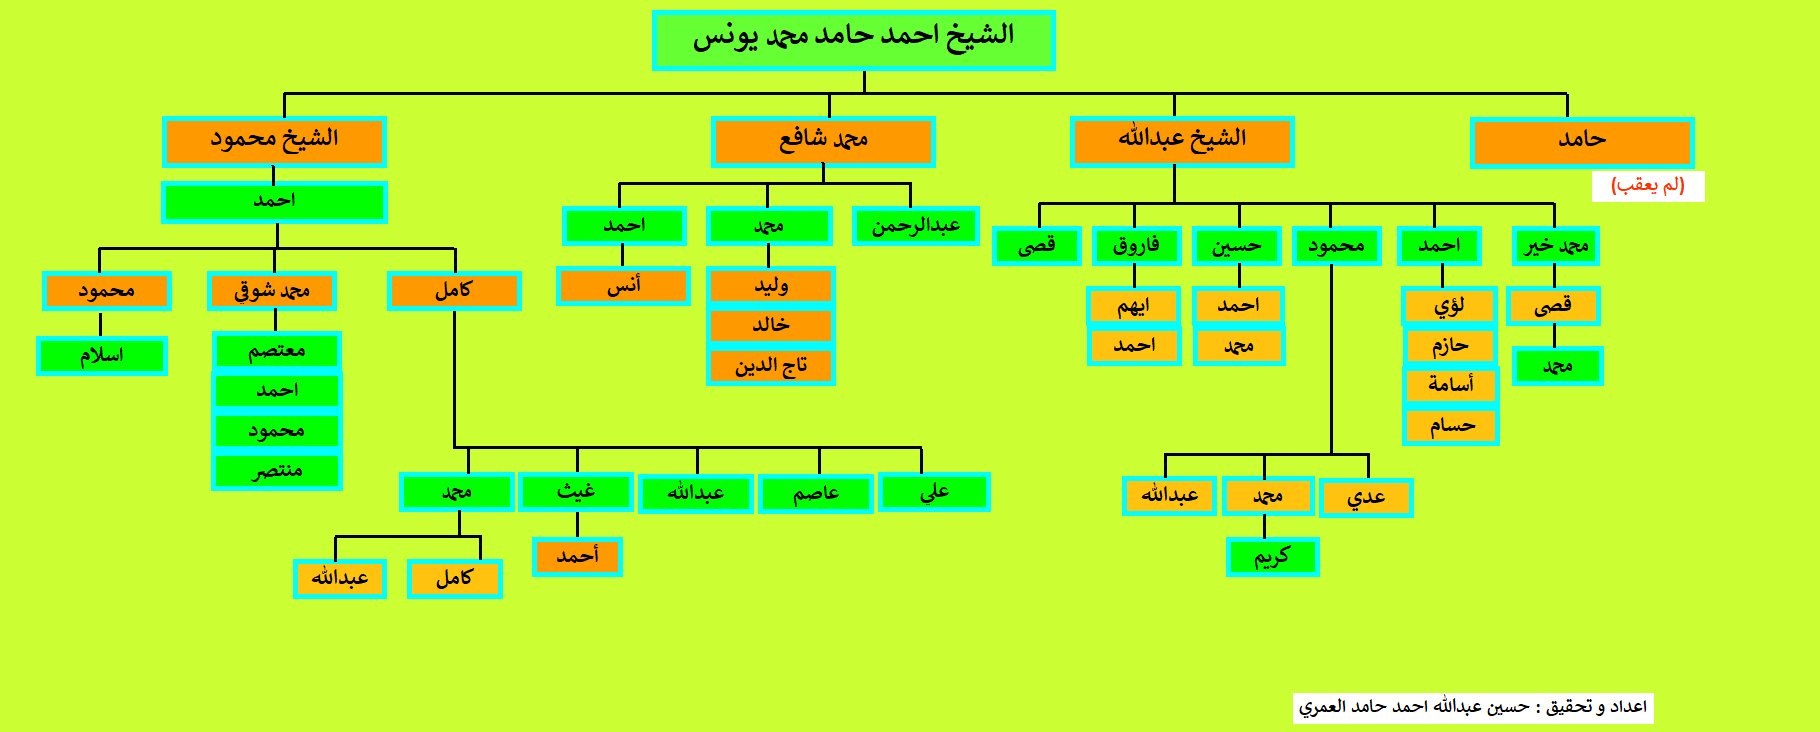 الشيخ احمد حامد محمد يونس
حامد
الشيخ عبدالله
محمد شافع
الشيخ محمود
(لم يعقب)
احمد
محمد خير
احمد
محمود
حسين
فاروق
قصى
عبدالرحمن
محمد
احمد
كامل
محمد شوقي
محمود
قصى
لؤي
احمد
ايهم
وليد
أنس
حازم
محمد
احمد
خالد
معتصم
اسلام
محمد
أسامة
تاج الدين
احمد
حسام
محمود
منتصر
عدي
محمد
عبدالله
علي
عاصم
عبدالله
غيث
محمد
كريم
أحمد
كامل
عبدالله
اعداد و تحقيق : حسين عبدالله احمد حامد العمري